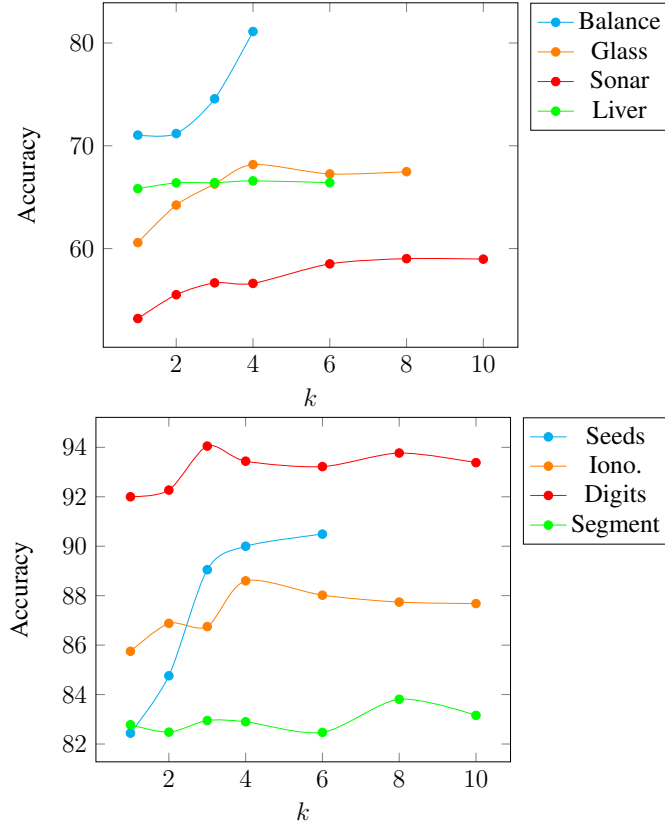 Balance
Glass
Sonar
Liver
80
70
60
Accuracy
2
4
6
8
10
k
Seeds
Iono.
Digits
Segment
94
92
90
88
86
84
82
Accuracy
2
4
6
8
10
k